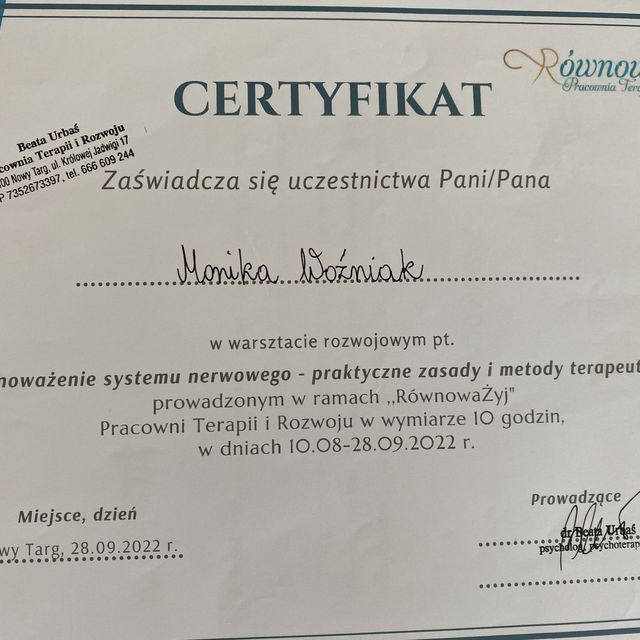 Równow
Pracownia Tera
CERTYFIKAT
Beata Urbaś
cownia Terapii i Rozwoju
00 Nowy Targ, ul. Królowej Jadwigi 17
P 7352673397, tel. 666 609 244
Zaświadcza się uczestnictwa Pani/Pana
Monika Woźniak
w warsztacie rozwojowym pt.
noważenie systemu nerwowego - praktyczne zasady i metody terapeut
prowadzonym w ramach ,,RównowaŻyj"
Pracowni Terapii i Rozwoju w wymiarze 10 godzin,
w dniach 10.08-28.09.2022 r.
Miejsce, dzień
wy Targ, 28.09.2022 r.
Prowadzące
dr Beata Urbaś
psycholog, psychoterap